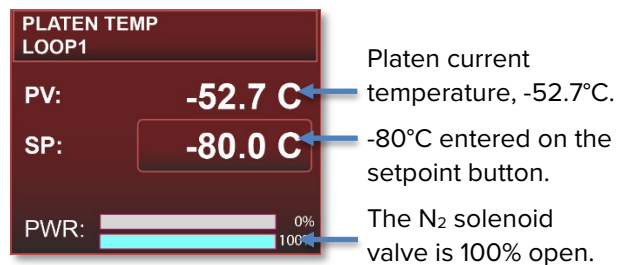 PLATEN TEMP
LOOP1
PV: -52.7 C
SP: -80.0 C
PWR: 0%
100%
Platen current
temperature, -52.7°C.
-80°C entered on the
setpoint button.
The N₂ solenoid
valve is 100% open.